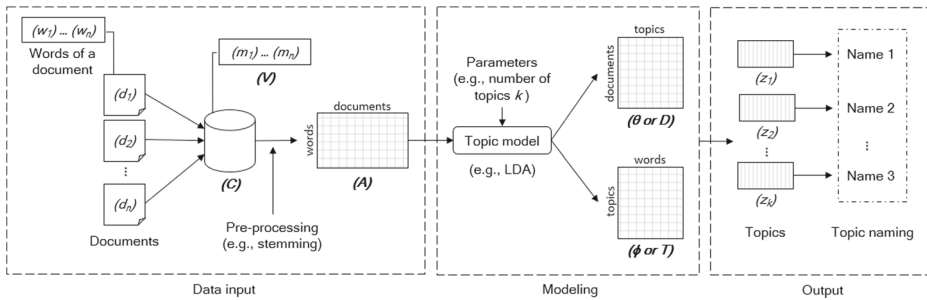 (w1) ... (wn)
Words of a
document
(d1)
(d2)
...
(dn)
Documents
(m1) ... (mn)
(V)
(C)
Pre-processing
(e.g., stemming)
documents
words
(A)
Data input
Parameters
(e.g., number of
topics k)
Topic model
(e.g., LDA)
topics
documents
(θ or D)
words
topics
(ϕ or T)
Modeling
(z1)
Name 1
(z2)
Name 2
...
...
(zk)
Name 3
Topics
Topic naming
Output